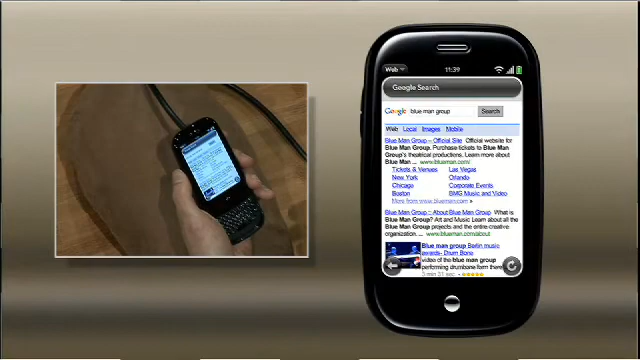 Web 11:39
Google Search
Google blue man group Search
Web Local Images Mobile
Blue Man Group – Official Site Official website for
Blue Man Group. Purchase tickets to Blue Man
Group's theatrical productions. Learn more about
Blue Man ... www.blueman.com/
Tickets & Venues Las Vegas
New York Orlando
Chicago Corporate Events
Boston BMG Music and Video
More from www.blueman.com »
Blue Man Group :: About Blue Man Group What is
Blue Man Group? Art and Music Learn about all the
Blue Man Group projects and the entire creative
organization. ... www.blueman.com/about
Blue man group Berlin music
awards- Drum Bone
video of the blue man group
performing drumbone
5 min 31 sec